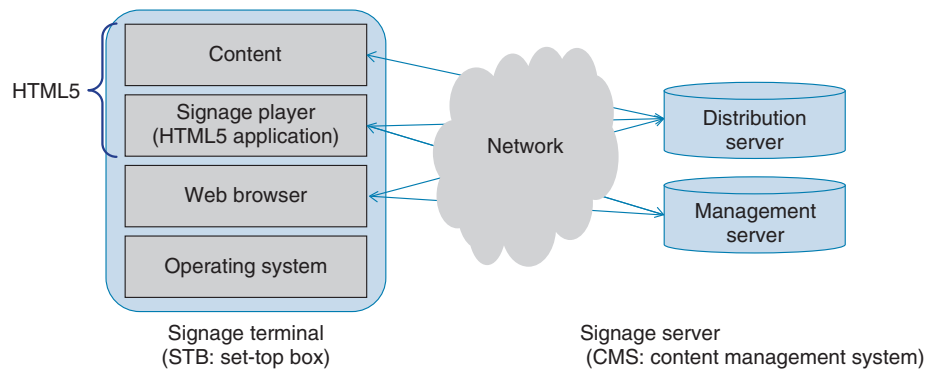 HTML5
Content
Signage player
(HTML5 application)
Web browser
Operating system
Network
Distribution
server
Management
server
Signage terminal
(STB: set-top box)
Signage server
(CMS: content management system)